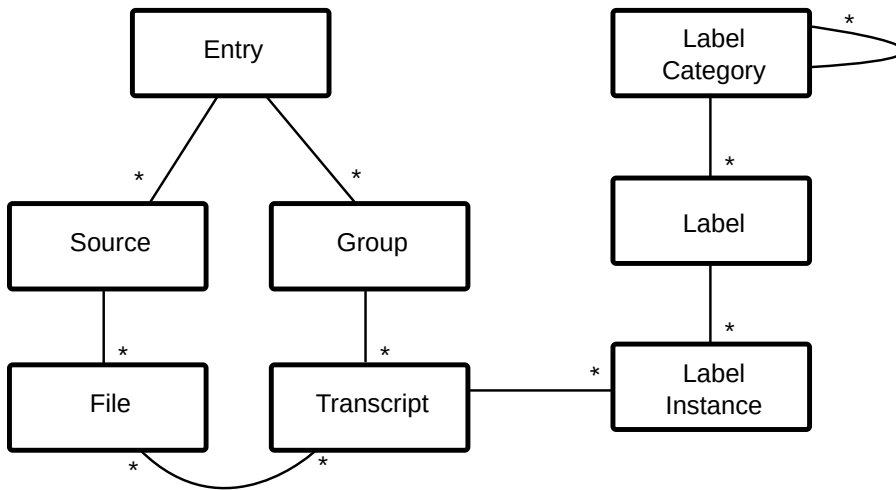 Entry
Label
Category
*
*
*
*
Source
Group
Label
*
*
*
File
Transcript
*
Label
Instance
*
*